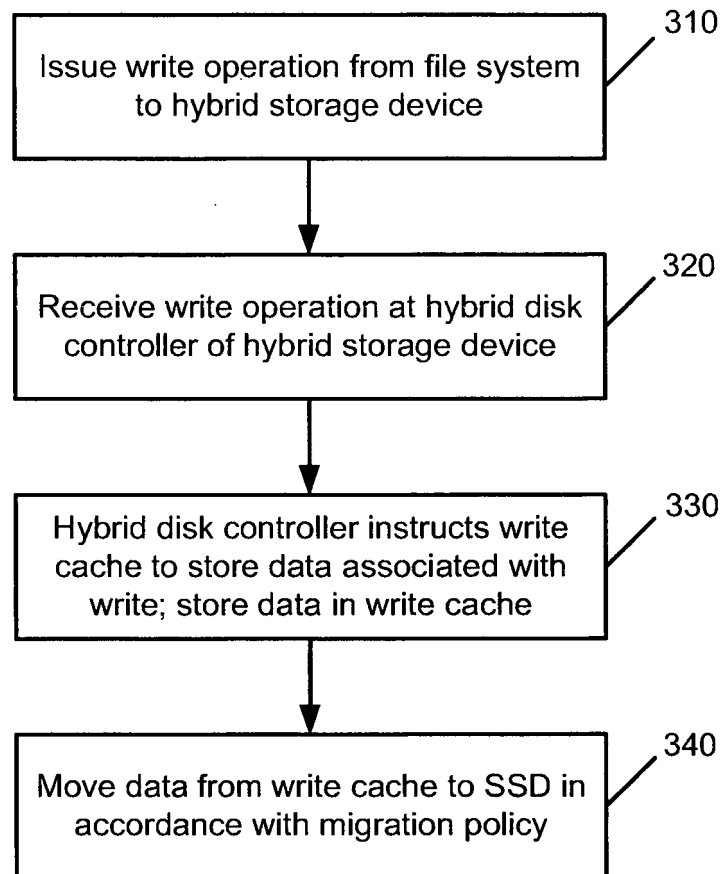 310
Issue write operation from file system
to hybrid storage device
320
Receive write operation at hybrid disk
controller of hybrid storage device
330
Hybrid disk controller instructs write
cache to store data associated with
write; store data in write cache
340
Move data from write cache to SSD in
accordance with migration policy